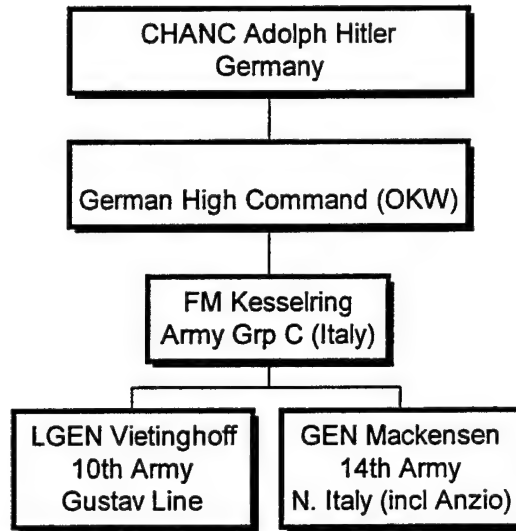 CHANC Adolph Hitler
Germany
German High Command (OKW)
FM Kesselring
Army Grp C (Italy)
LGEN Vietinghoff
10th Army
Gustav Line
GEN Mackensen
14th Army
N. Italy (incl Anzio)